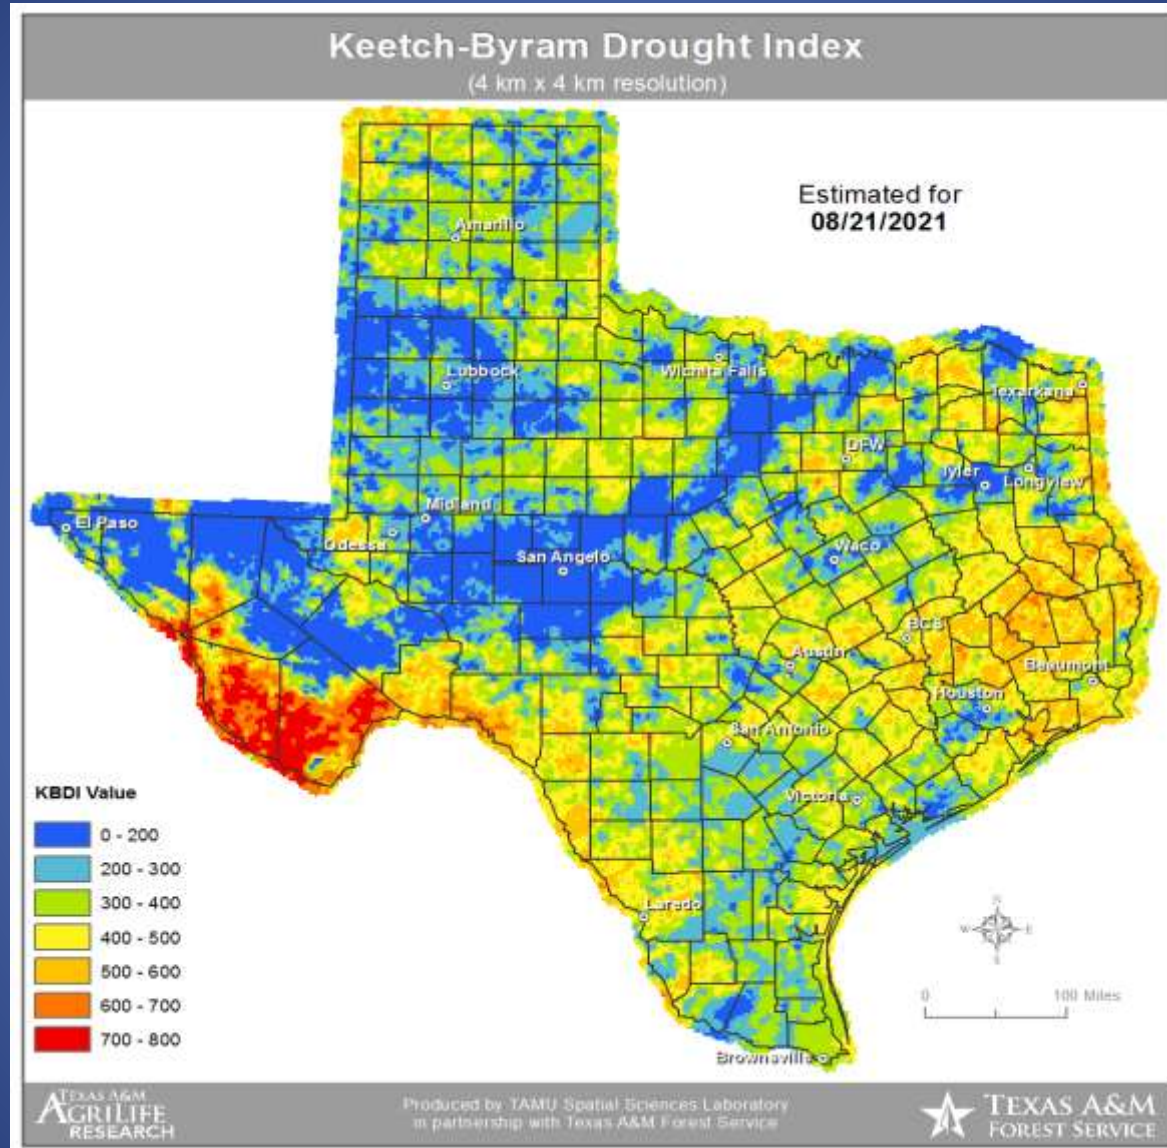 Keetch-Byram Drought Index
(4 km x 4 km resolution)
Estimated for
08/21/2021
Amarillo
Lubbock
Wichita Falls
Texarkana
DFW
Tyler
Longview
Midland
El Paso
Odessa
San Angelo
Waco
BCS
Austin
Beaumont
Houston
San Antonio
Victoria
Laredo
Brownsville
KBDI Value
0 - 200
200 - 300
300 - 400
400 - 500
500 - 600
600 - 700
700 - 800
N
W
E
S
0
100 Miles
TEXAS A&M
AGRILIFE
RESEARCH
Produced by TAMU Spatial Sciences Laboratory
in partnership with Texas A&M Forest Service
TEXAS A&M
FOREST SERVICE